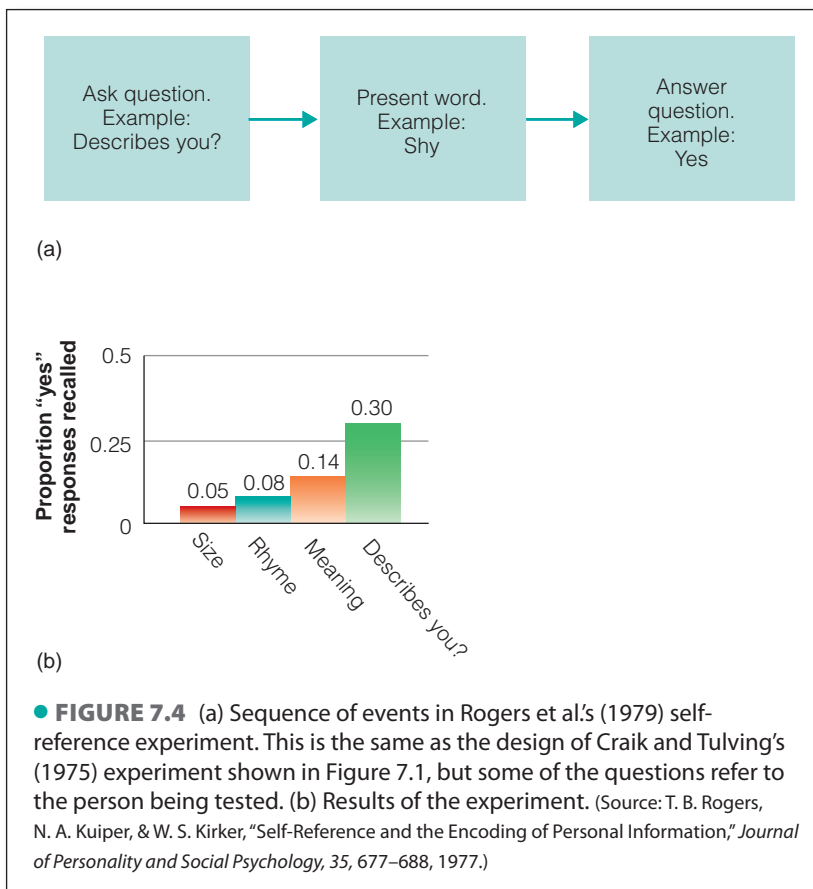 Ask question.
Example:
Describes you?
Present word.
Example:
Shy
Answer
question.
Example:
Yes
(a)
Proportion “yes”
responses recalled
0.5
0.25
0
0.05
0.08
0.14
0.30
Size
Rhyme
Meaning
Describes you?
(b)
● FIGURE 7.4 (a) Sequence of events in Rogers et al.’s (1979) self-
reference experiment. This is the same as the design of Craik and Tulving’s
(1975) experiment shown in Figure 7.1, but some of the questions refer to
the person being tested. (b) Results of the experiment. (Source: T. B. Rogers,
N. A. Kuiper, & W. S. Kirker, “Self-Reference and the Encoding of Personal Information,” Journal
of Personality and Social Psychology, 35, 677–688, 1977.)